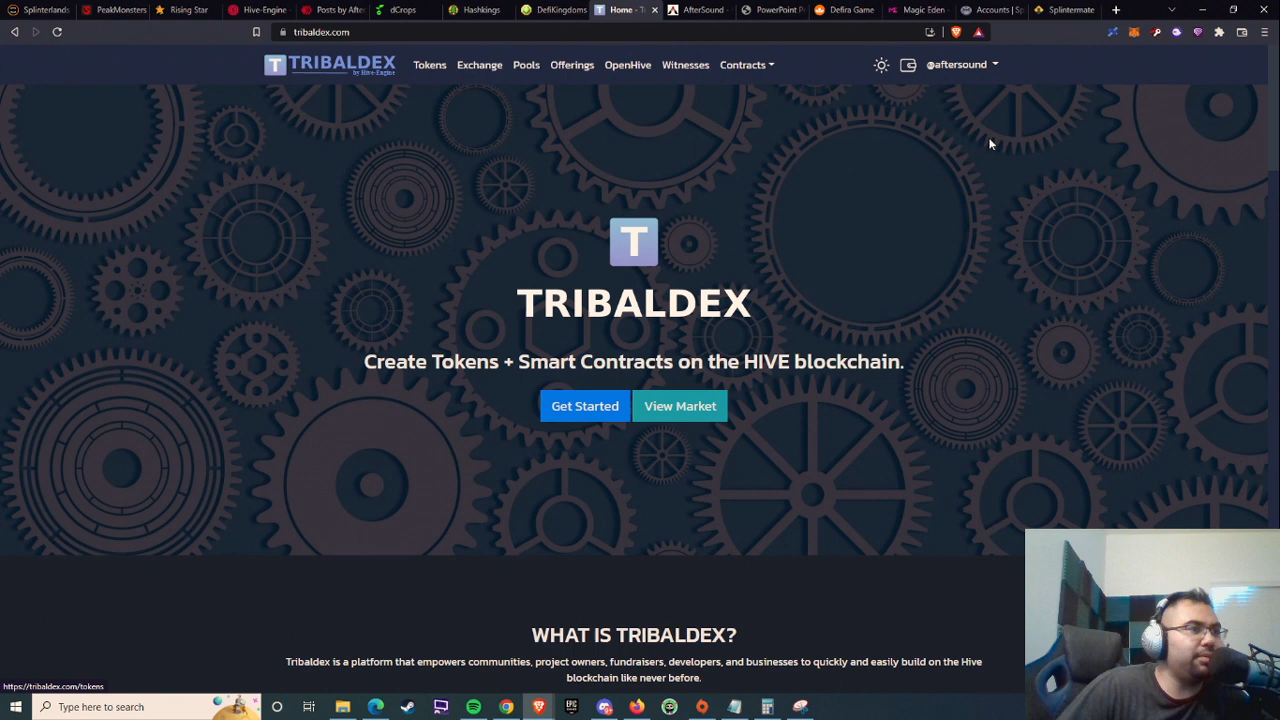 Splinterlands
PeakMonsters
Rising Star
Hive-Engine
Posts by After
dCrops
Hashkings
DefiKingdoms
Home - T
AfterSound -
PowerPoint P
Defira Game
Magic Eden -
Accounts | Sp
Splintermate
tribaldex.com
T TRIBALDEX
by Hive-Engine
Tokens Exchange Pools Offerings OpenHive Witnesses Contracts @aftersound
T
TRIBALDEX
Create Tokens + Smart Contracts on the HIVE blockchain.
Get Started View Market
WHAT IS TRIBALDEX?
Tribaldex is a platform that empowers communities, project owners, fundraisers, developers, and businesses to quickly and easily build on the Hive
blockchain like never before.
https://tribaldex.com/tokens
Type here to search
EPIC